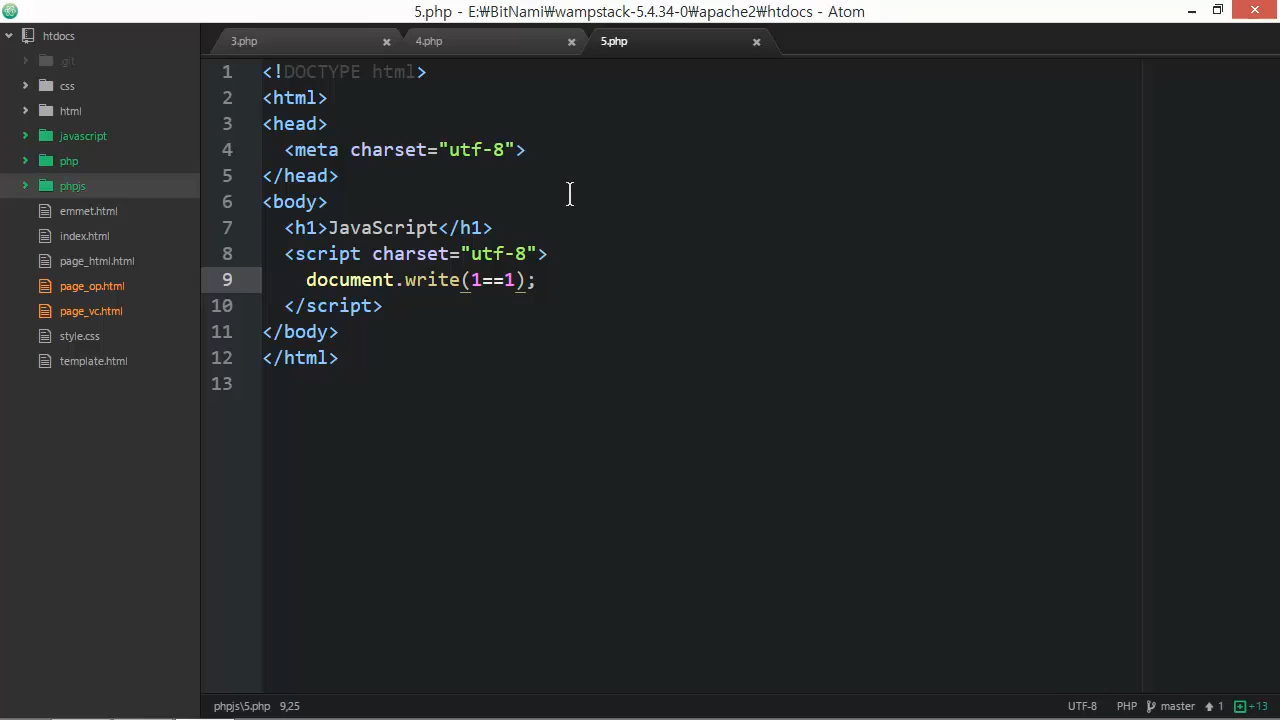 5.php - E:₩BitNami₩wampstack-5.4.34-0₩apache2₩htdocs - Atom
htdocs
.git
css
html
javascript
php
phpjs
emmet.html
index.html
page_html.html
page_op.html
page_vc.html
style.css
template.html
3.php
4.php
5.php
1 <!DOCTYPE html>
2 <html>
3 <head>
4 <meta charset="utf-8">
5 </head>
6 <body>
7 <h1>JavaScript</h1>
8 <script charset="utf-8">
9 document.write(1==1);
10 </script>
11 </body>
12 </html>
13
phpjs\5.php 9,25
UTF-8 PHP master 1 +13